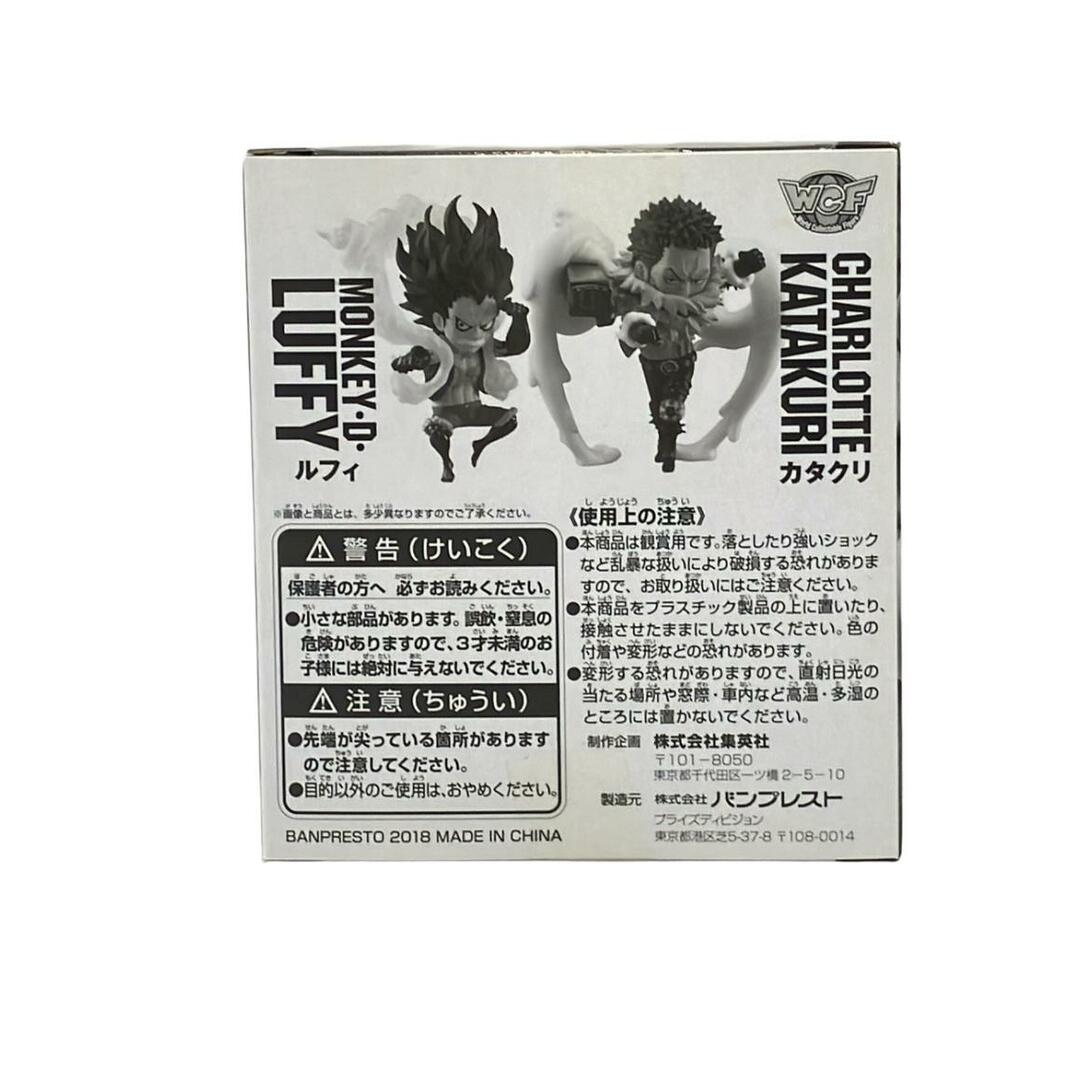 WCF
World Collectable Figure
MONKEY・D・
LUFFY
ルフィ
CHARLOTTE
KATAKURI
カタクリ
※画像と商品とは、多少異なりますのでご了承ください。
警告(けいこく)
保護者の方へ 必ずお読みください。
●小さな部品があります。誤飲・窒息の
危険がありますので、3才未満のお
子様には絶対に与えないでください。
注意(ちゅうい)
●先端が尖っている箇所があります
ので注意してください。
●目的以外のご使用は、おやめください。
BANPRESTO 2018 MADE IN CHINA
《使用上の注意》
●本商品は観賞用です。落としたり強いショック
など乱暴な扱いにより破損する恐れがありま
すので、お取り扱いにはご注意ください。
●本商品をプラスチック製品の上に置いたり、
接触させたままにしないでください。色の
付着や変形などの恐れがあります。
●変形する恐れがありますので、直射日光の
当たる場所や窓際・車内など高温・多湿の
ところには置かないでください。
制作企画 株式会社集英社
〒101-8050
東京都千代田区一ツ橋2-5-10
製造元 株式会社 バンプレスト
プライズディビジョン
東京都港区芝5-37-8 〒108-0014